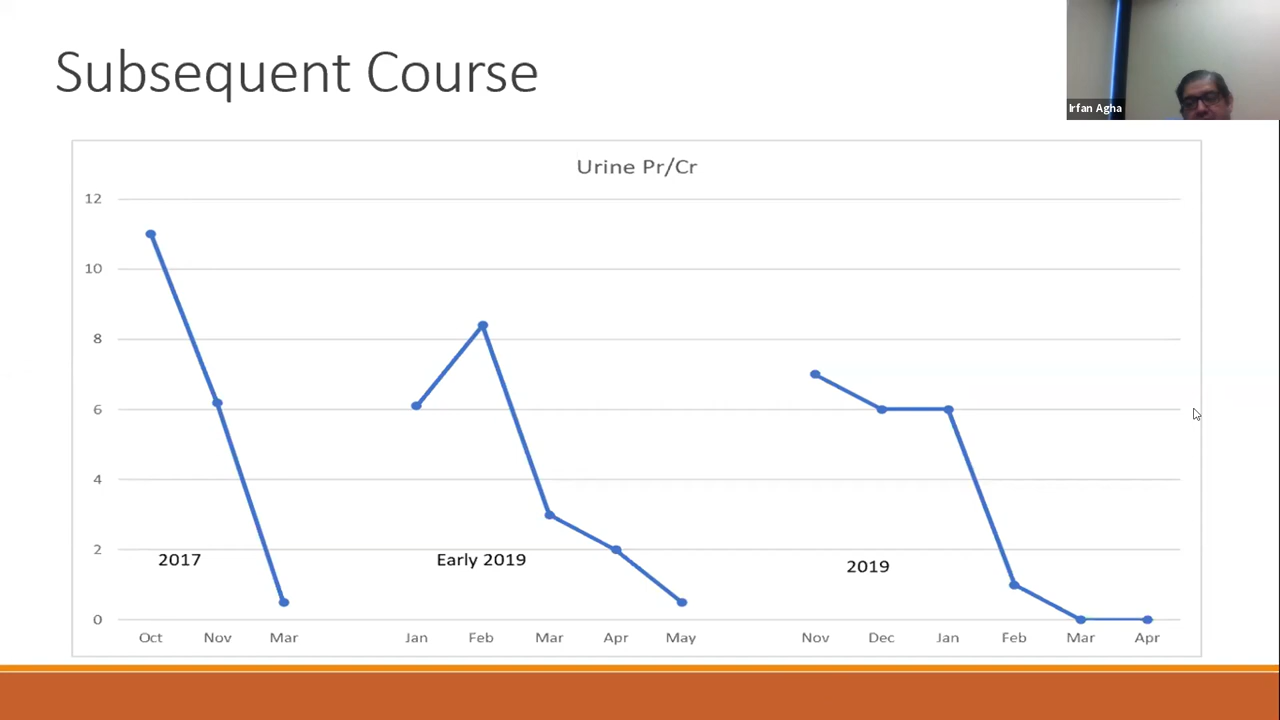 Subsequent Course
Irfan Agha
Urine Pr/Cr
12
10
8
6
4
2
0
2017
Early 2019
2019
Oct Nov Mar Jan Feb Mar Apr May Nov Dec Jan Feb Mar Apr